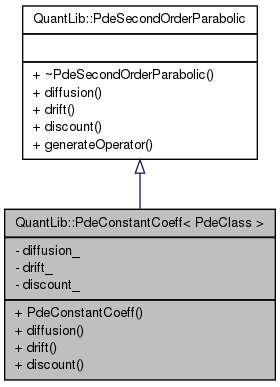 QuantLib::PdeSecondOrderParabolic
+ ~PdeSecondOrderParabolic()
+ diffusion()
+ drift()
+ discount()
+ generateOperator()
QuantLib::PdeConstantCoeff< PdeClass >
- diffusion_
- drift_
- discount_
+ PdeConstantCoeff()
+ diffusion()
+ drift()
+ discount()